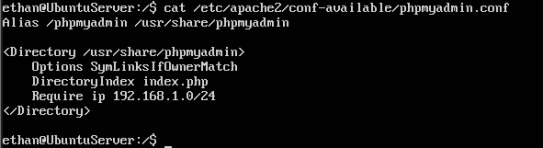 ethan@UbuntuServer:/$ cat /etc/apache2/conf-available/phpmyadmin.conf
Alias /phpmyadmin /usr/share/phpmyadmin

<Directory /usr/share/phpmyadmin>
    Options SymLinksIfOwnerMatch
    DirectoryIndex index.php
    Require ip 192.168.1.0/24
</Directory>

ethan@UbuntuServer:/$ _